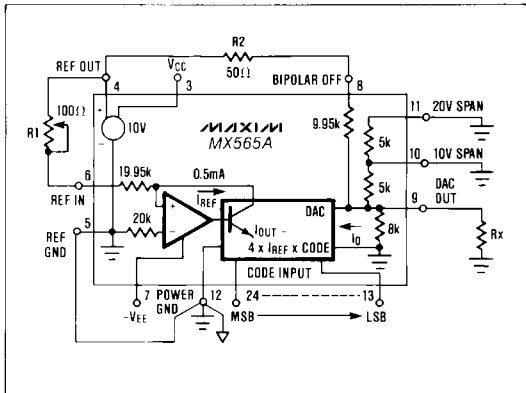 R2
50Ω
REF OUT
4
VCC
3
BIPOLAR OFF
8
R1
100Ω
+
10V
−
MAXIM
MX565A
9.95k
11
20V SPAN
5k
10
10V SPAN
5k
6
REF IN
19.95k
0.5mA
IREF
DAC
9
DAC OUT
5
REF GND
20k
+
−
IOUT −
4 x IREF x CODE
IO
8k
RX
CODE INPUT
7
−VEE
POWER GND
12
24
13
MSB
LSB